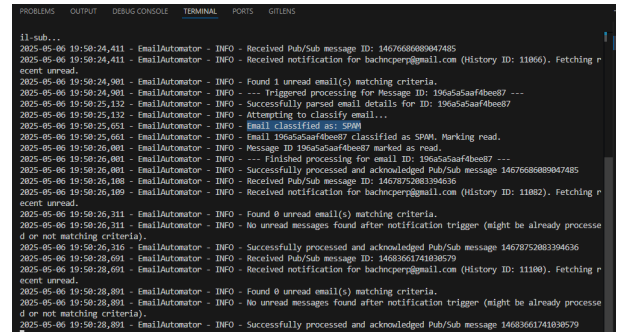 PROBLEMS OUTPUT DEBUG CONSOLE TERMINAL PORTS GITLENS
il-sub...
2025-05-06 19:50:24,411 - EmailAutomator - INFO - Received Pub/Sub message ID: 14676686089047485
2025-05-06 19:50:24,411 - EmailAutomator - INFO - Received notification for bachncperp@gmail.com (History ID: 11066). Fetching r
ecent unread.
2025-05-06 19:50:24,901 - EmailAutomator - INFO - Found 1 unread email(s) matching criteria.
2025-05-06 19:50:24,901 - EmailAutomator - INFO - --- Triggered processing for Message ID: 196a5a5aaf4bee87 ---
2025-05-06 19:50:25,132 - EmailAutomator - INFO - Successfully parsed email details for ID: 196a5a5aaf4bee87
2025-05-06 19:50:25,132 - EmailAutomator - INFO - Attempting to classify email...
2025-05-06 19:50:25,651 - EmailAutomator - INFO - Email classified as: SPAM
2025-05-06 19:50:25,661 - EmailAutomator - INFO - Email 196a5a5aaf4bee87 classified as SPAM. Marking read.
2025-05-06 19:50:26,001 - EmailAutomator - INFO - Message ID 196a5a5aaf4bee87 marked as read.
2025-05-06 19:50:26,001 - EmailAutomator - INFO - --- Finished processing for email ID: 196a5a5aaf4bee87 ---
2025-05-06 19:50:26,001 - EmailAutomator - INFO - Successfully processed and acknowledged Pub/Sub message 14676686089047485
2025-05-06 19:50:26,108 - EmailAutomator - INFO - Received Pub/Sub message ID: 14678752083394636
2025-05-06 19:50:26,109 - EmailAutomator - INFO - Received notification for bachncperp@gmail.com (History ID: 11082). Fetching r
ecent unread.
2025-05-06 19:50:26,311 - EmailAutomator - INFO - Found 0 unread email(s) matching criteria.
2025-05-06 19:50:26,311 - EmailAutomator - INFO - No unread messages found after notification trigger (might be already processe
d or not matching criteria).
2025-05-06 19:50:26,316 - EmailAutomator - INFO - Successfully processed and acknowledged Pub/Sub message 14678752083394636
2025-05-06 19:50:28,691 - EmailAutomator - INFO - Received Pub/Sub message ID: 14683661741030579
2025-05-06 19:50:28,691 - EmailAutomator - INFO - Received notification for bachncperp@gmail.com (History ID: 11100). Fetching r
ecent unread.
2025-05-06 19:50:28,891 - EmailAutomator - INFO - Found 0 unread email(s) matching criteria.
2025-05-06 19:50:28,891 - EmailAutomator - INFO - No unread messages found after notification trigger (might be already processe
d or not matching criteria).
2025-05-06 19:50:28,891 - EmailAutomator - INFO - Successfully processed and acknowledged Pub/Sub message 14683661741030579